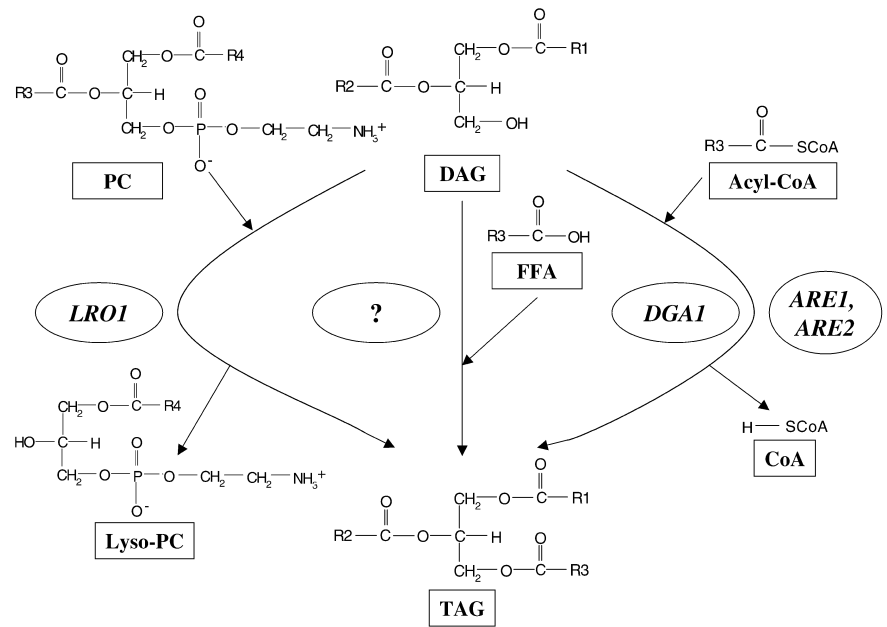 O
CH2—O—C—R4
O
R3—C—O—C—H
O
CH2—O—P—O—CH2—CH2—NH3+
O-
PC
O
CH2—O—C—R1
O
R2—C—O—C—H
CH2—OH
DAG
O
R3—C—SCoA
Acyl-CoA
O
R3—C—OH
FFA
LRO1
?
DGA1
ARE1,
ARE2
O
CH2—O—C—R4
HO—C—H
O
CH2—O—P—O—CH2—CH2—NH3+
O-
Lyso-PC
H—SCoA
CoA
O
CH2—O—C—R1
O
R2—C—O—C—H
O
CH2—O—C—R3
TAG